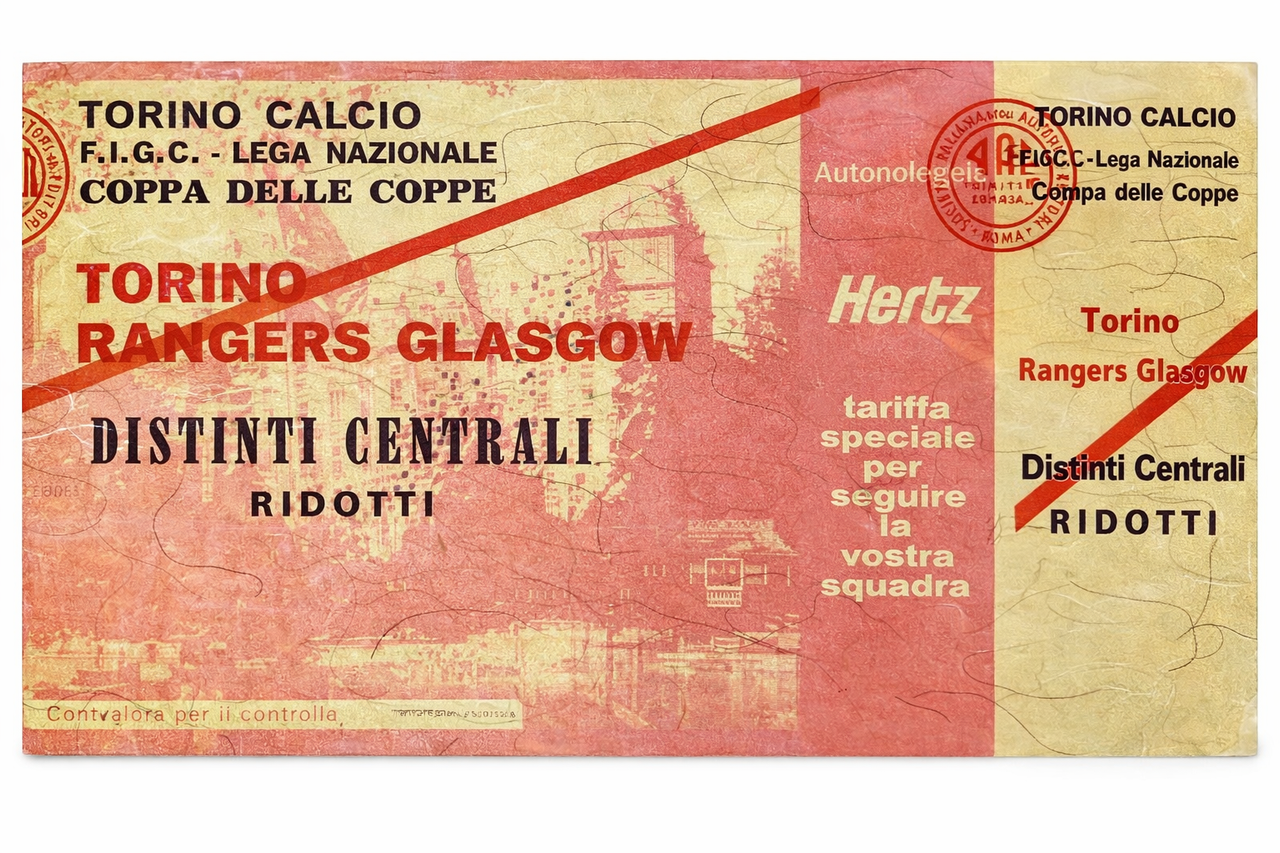 TORINO CALCIO
F.I.G.C. - LEGA NAZIONALE
COPPA DELLE COPPE
TORINO
RANGERS GLASGOW
DISTINTI CENTRALI
RIDOTTI
Contvalora per ii controlla
Autonolegeis
Hertz
tariffa
speciale
per
seguire
la
vostra
squadra
TORINO CALCIO
-Lega Nazionale
Compa delle Coppe
ROMA
Torino
Rangers Glasgow
Distinti Centrali
RIDOTTI